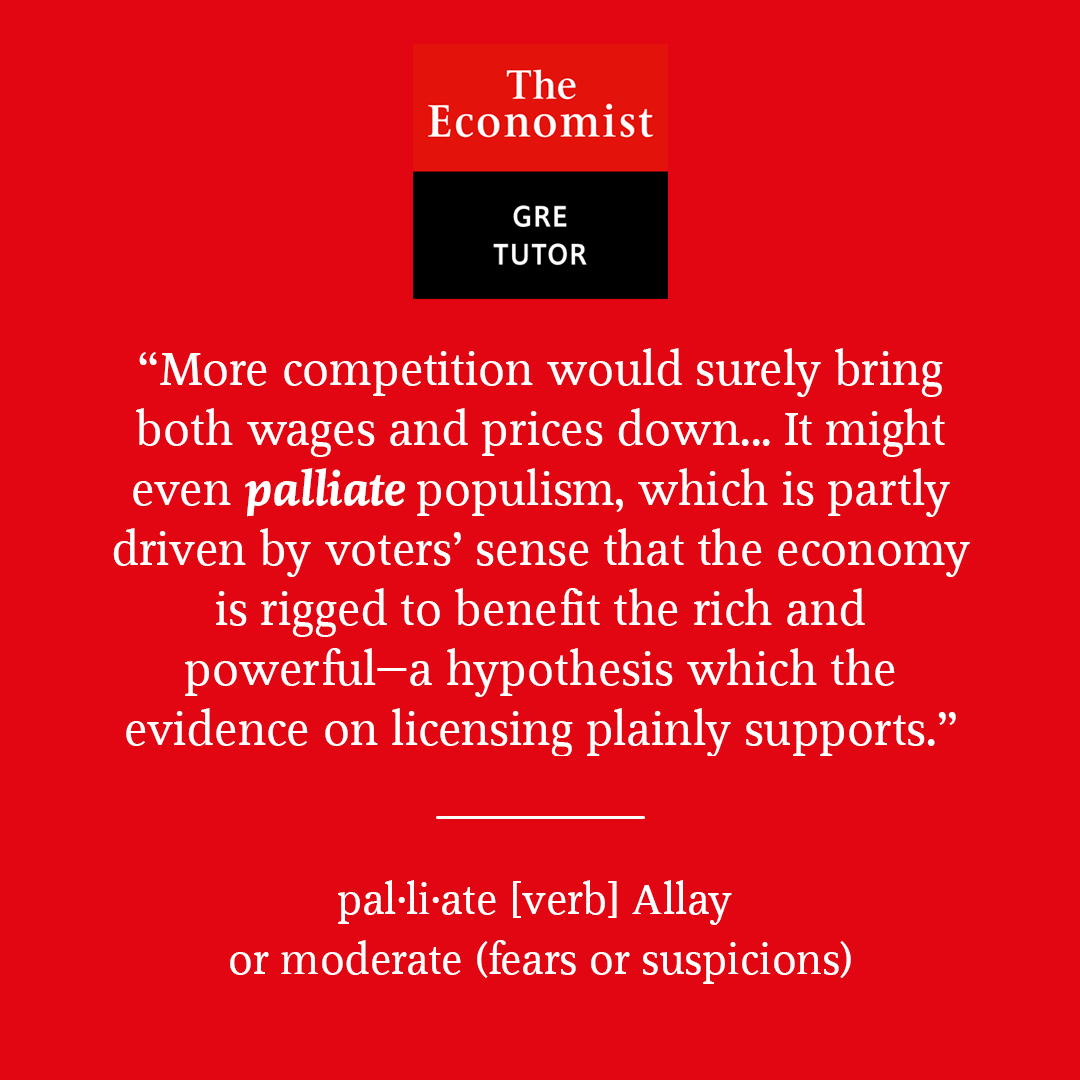 The
Economist
GRE
TUTOR
“More competition would surely bring
both wages and prices down... It might
even palliate populism, which is partly
driven by voters’ sense that the economy
is rigged to benefit the rich and
powerful—a hypothesis which the
evidence on licensing plainly supports.”
pal·li·ate [verb] Allay
or moderate (fears or suspicions)